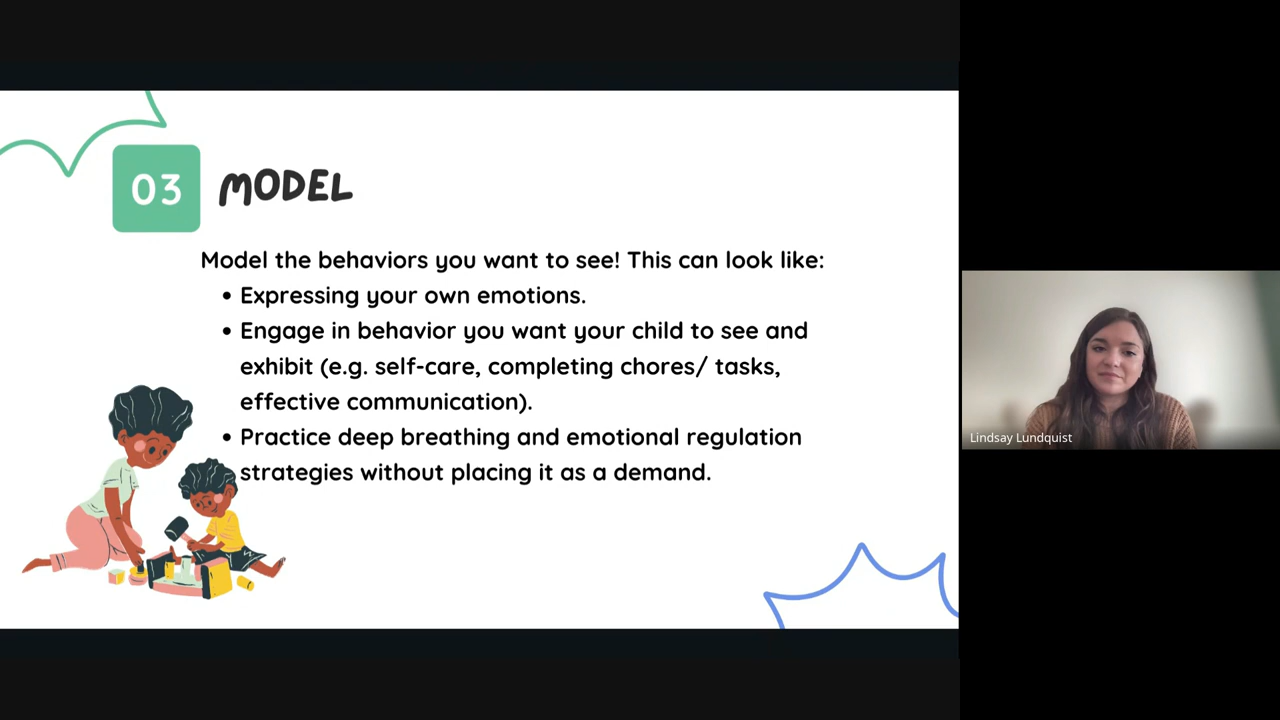 03
MODEL
Model the behaviors you want to see! This can look like:
• Expressing your own emotions.
• Engage in behavior you want your child to see and
exhibit (e.g. self-care, completing chores/ tasks,
effective communication).
• Practice deep breathing and emotional regulation
strategies without placing it as a demand.
Lindsay Lundquist